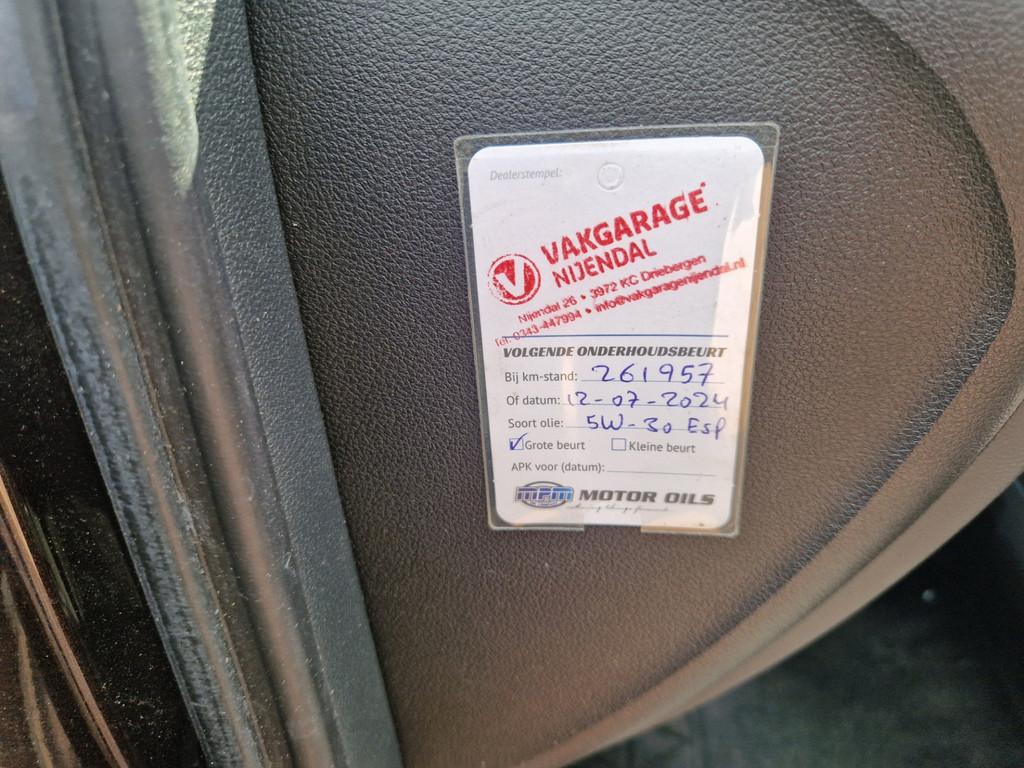 Dealerstempel:
VAKGARAGE
NIJENDAL
Nijendal 26 • 3972 KC Driebergen
Tel: 0343-447994 • info@vakgaragenijendal.nl
VOLGENDE ONDERHOUDSBEURT
Bij km-stand: 261957
Of datum: 12-07-2024
Soort olie: 5W-30 ESP
Grote beurt Kleine beurt
APK voor (datum):
MPM MOTOR OILS